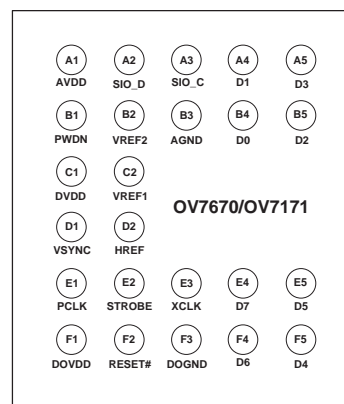 A1 A2 A3 A4 A5
AVDD SIO_D SIO_C D1 D3
B1 B2 B3 B4 B5
PWDN VREF2 AGND D0 D2
C1 C2
DVDD VREF1
OV7670/OV7171
D1 D2
VSYNC HREF
E1 E2 E3 E4 E5
PCLK STROBE XCLK D7 D5
F1 F2 F3 F4 F5
DOVDD RESET# DOGND D6 D4